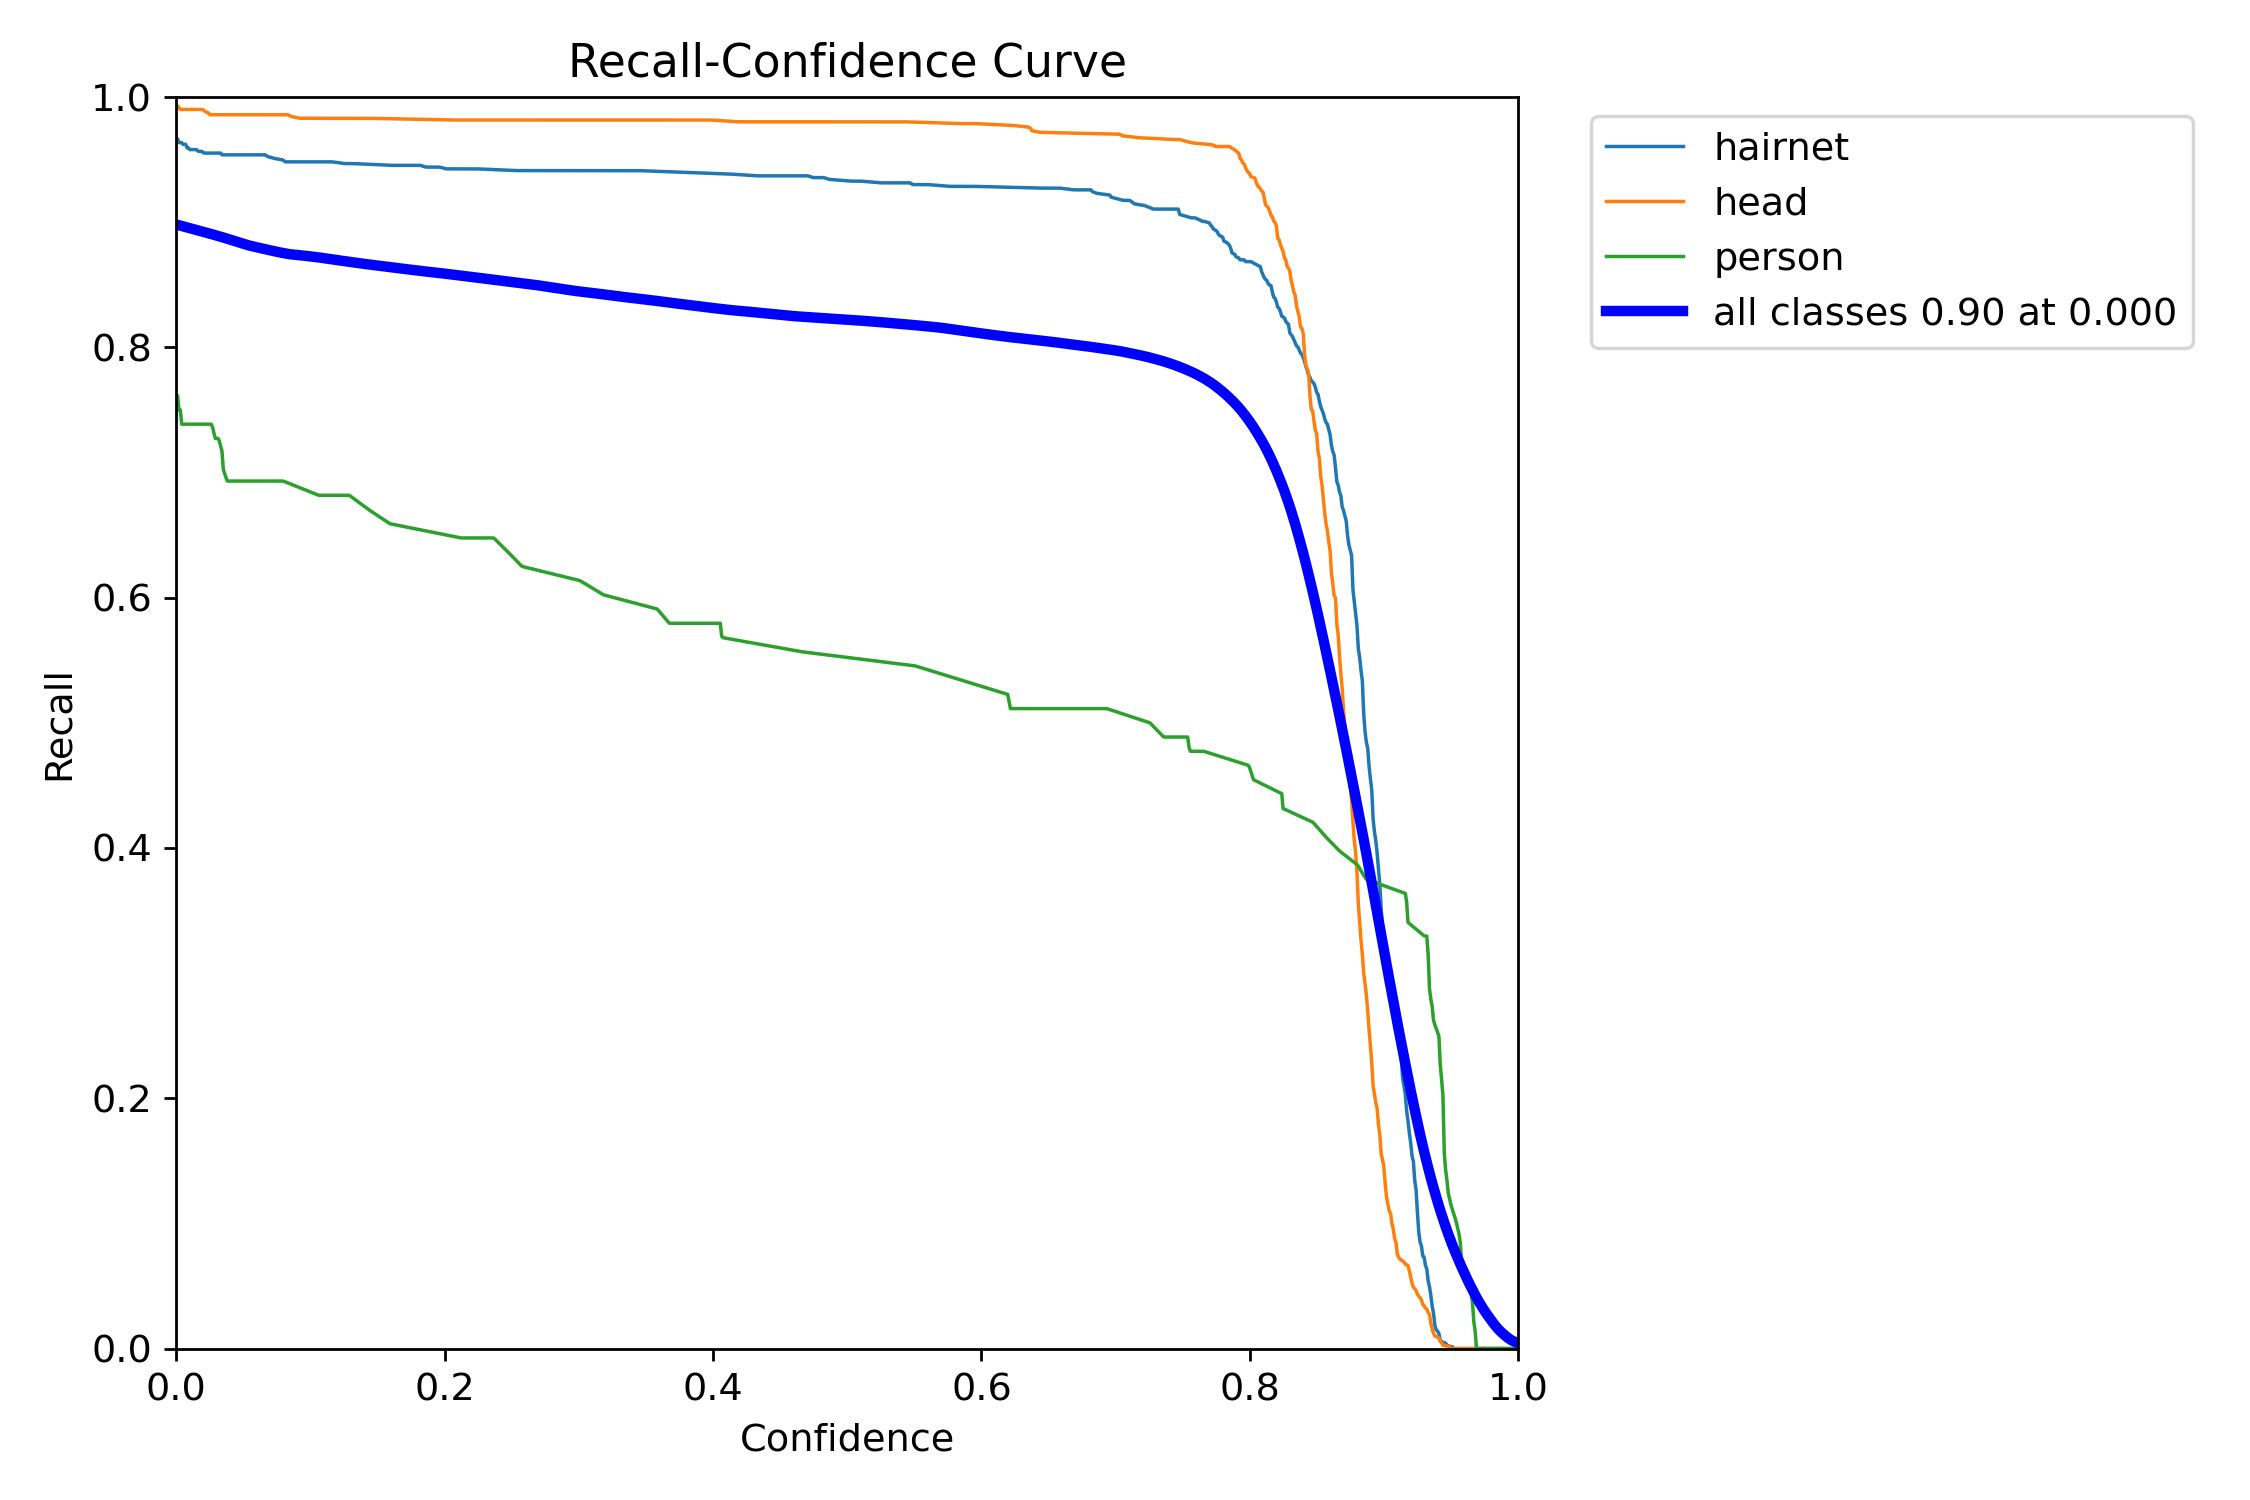 Recall-Confidence Curve
1.0
0.8
0.6
0.4
0.2
0.0
Recall
0.0 0.2 0.4 0.6 0.8 1.0
Confidence
hairnet
head
person
all classes 0.90 at 0.000